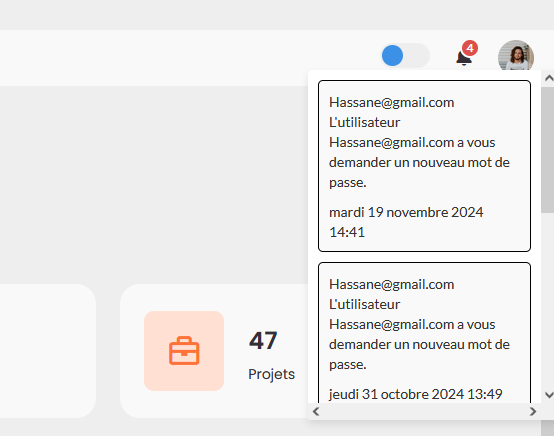 4
Hassane@gmail.com
L'utilisateur
Hassane@gmail.com a vous
demander un nouveau mot de
passe.
mardi 19 novembre 2024
14:41
Hassane@gmail.com
L'utilisateur
Hassane@gmail.com a vous
demander un nouveau mot de
passe.
jeudi 31 octobre 2024 13:49
47
Projets